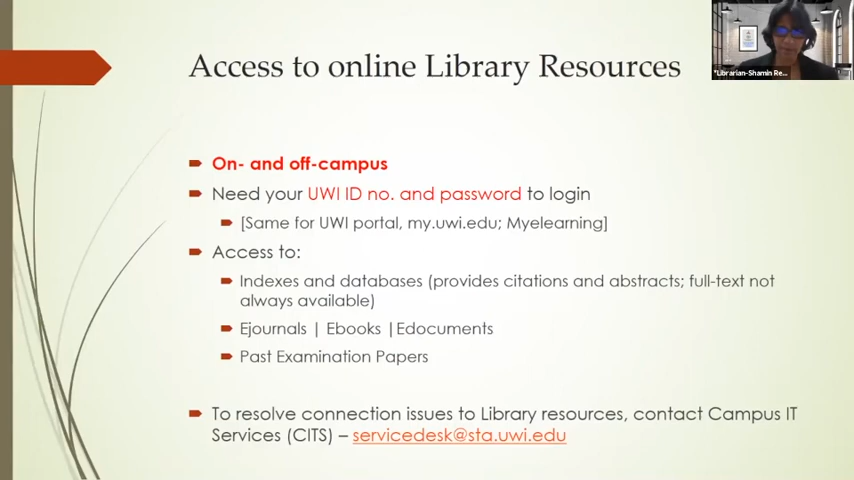 Access to online Library Resources
"Librarian-Shamin Re...
On- and off-campus
Need your UWI ID no. and password to login
[Same for UWI portal, my.uwi.edu; Myelearning]
Access to:
Indexes and databases (provides citations and abstracts; full-text not
always available)
Ejournals | Ebooks |Edocuments
Past Examination Papers
To resolve connection issues to Library resources, contact Campus IT
Services (CITS) – servicedesk@sta.uwi.edu